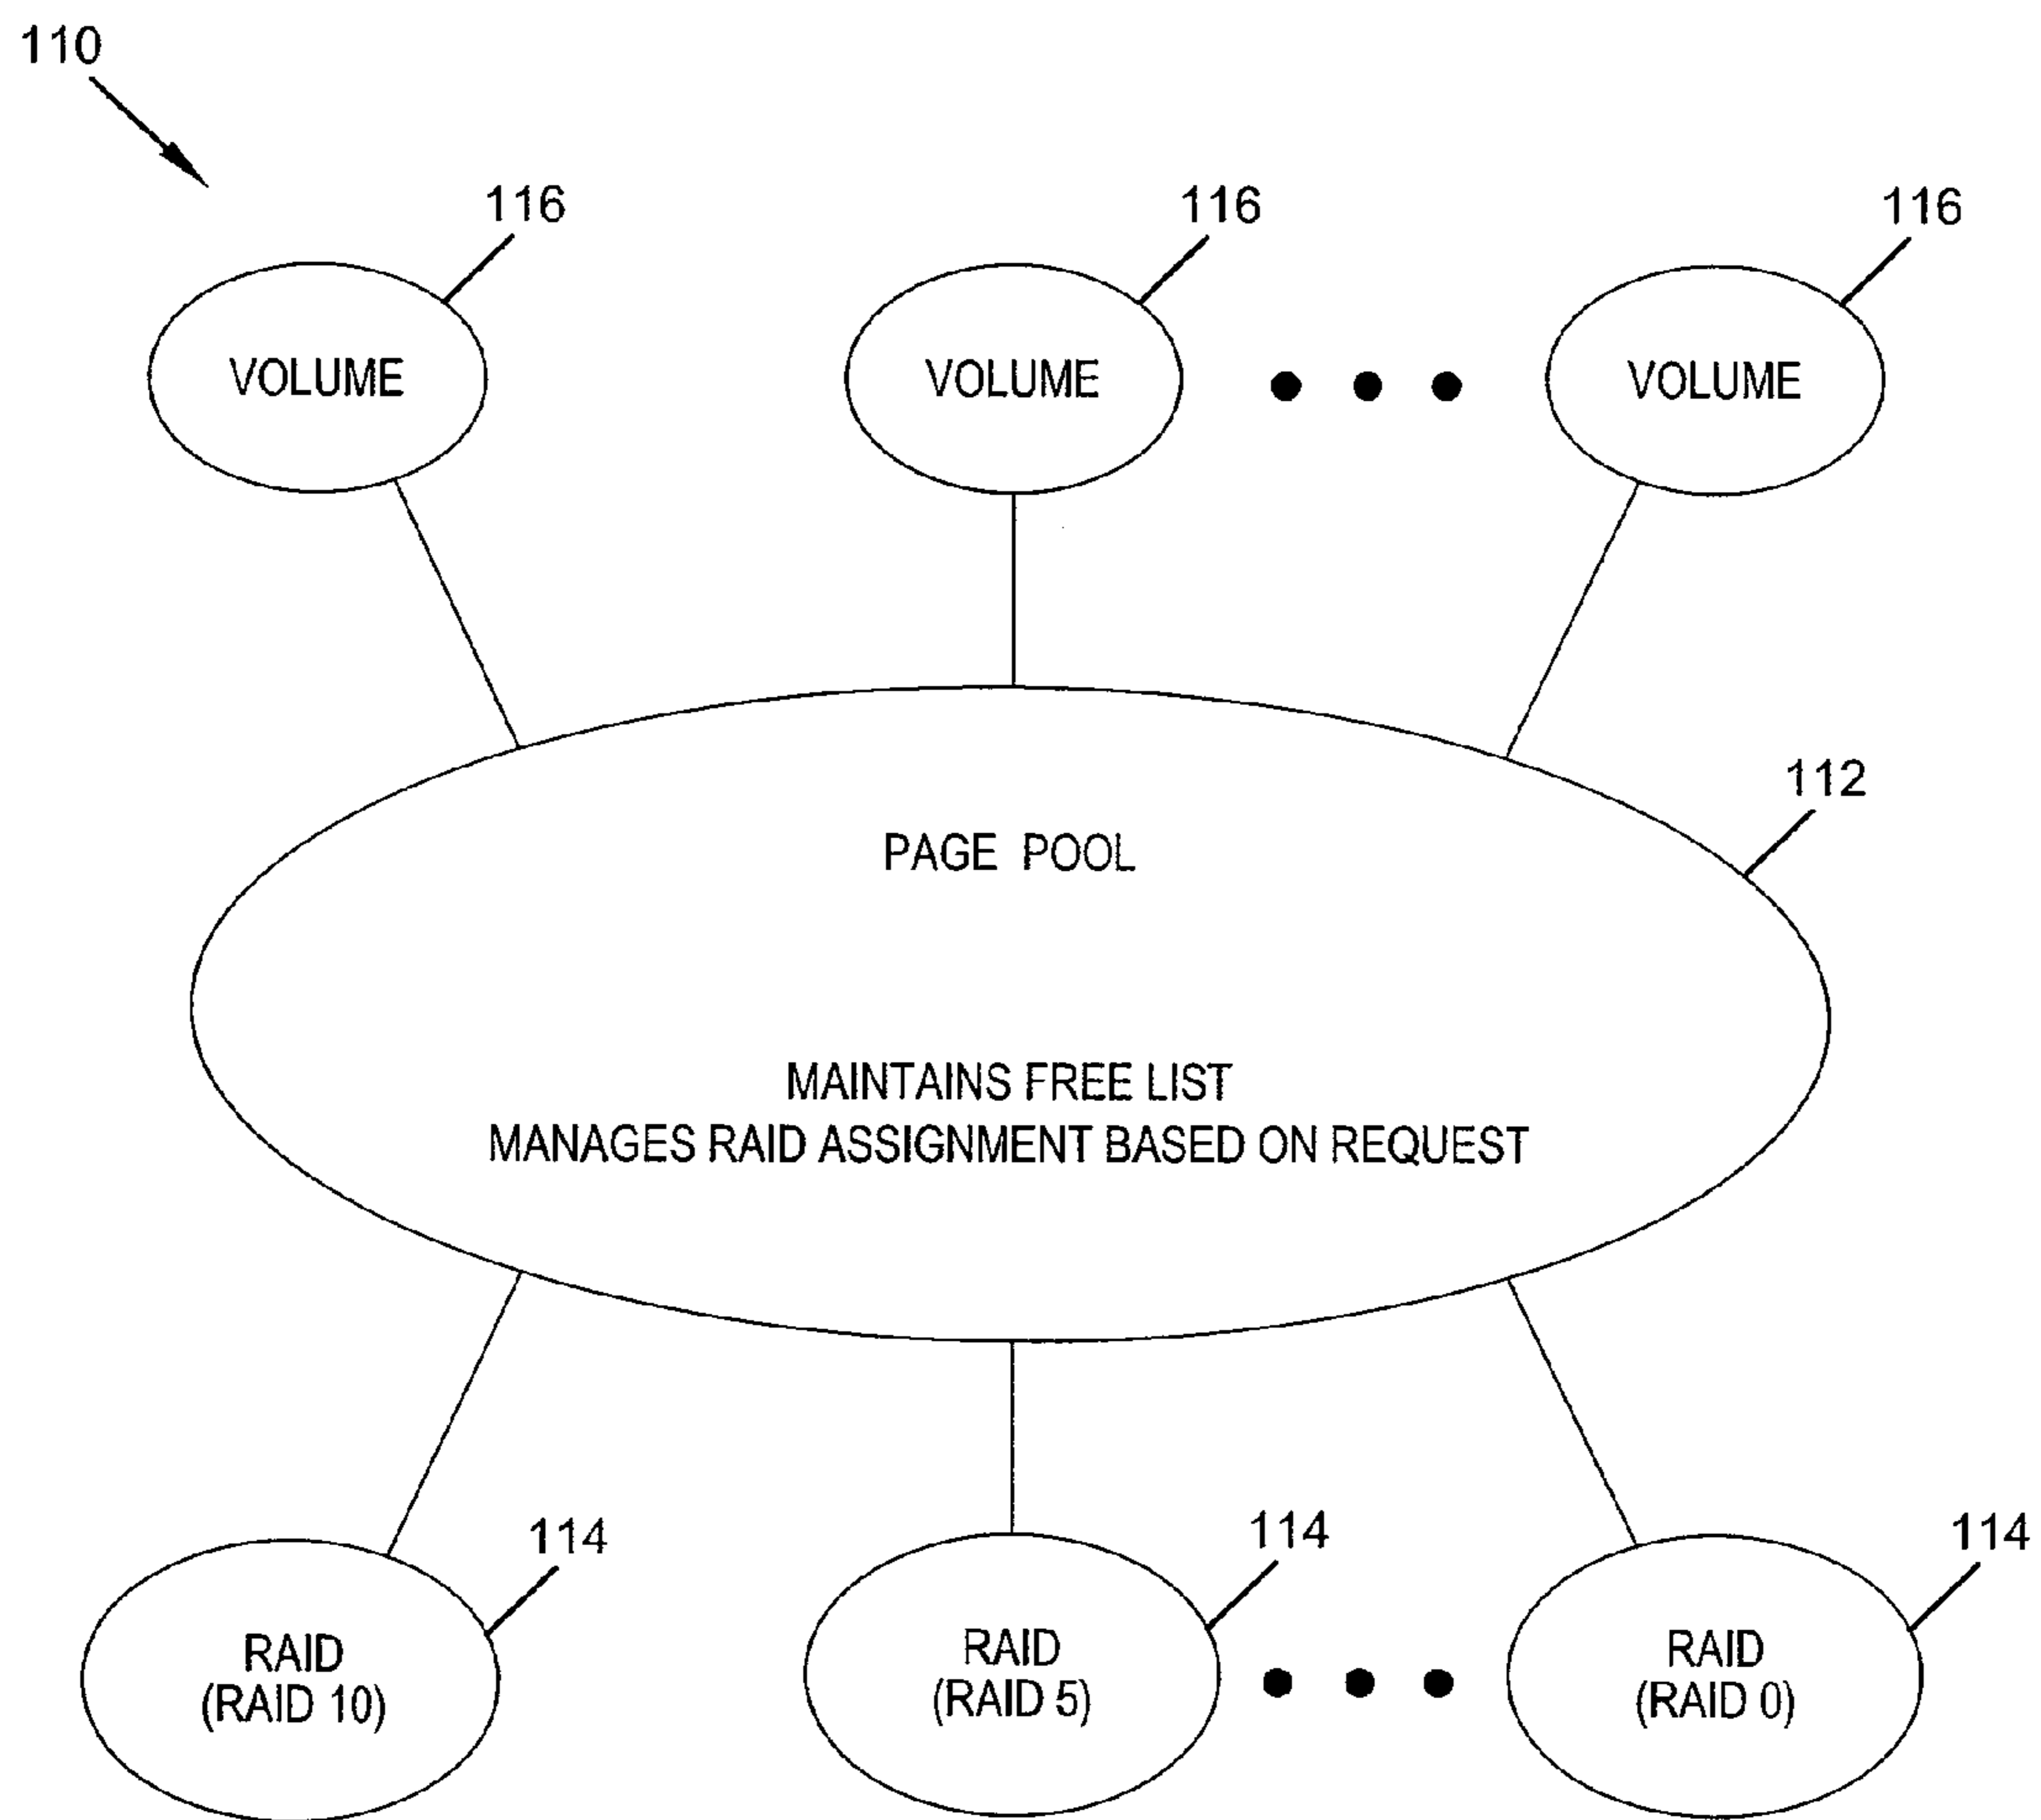 110
116
116
116
VOLUME
VOLUME
VOLUME
112
PAGE POOL
MAINTAINS FREE LIST
MANAGES RAID ASSIGNMENT BASED ON REQUEST
114
114
114
RAID
(RAID 10)
RAID
(RAID 5)
RAID
(RAID 0)